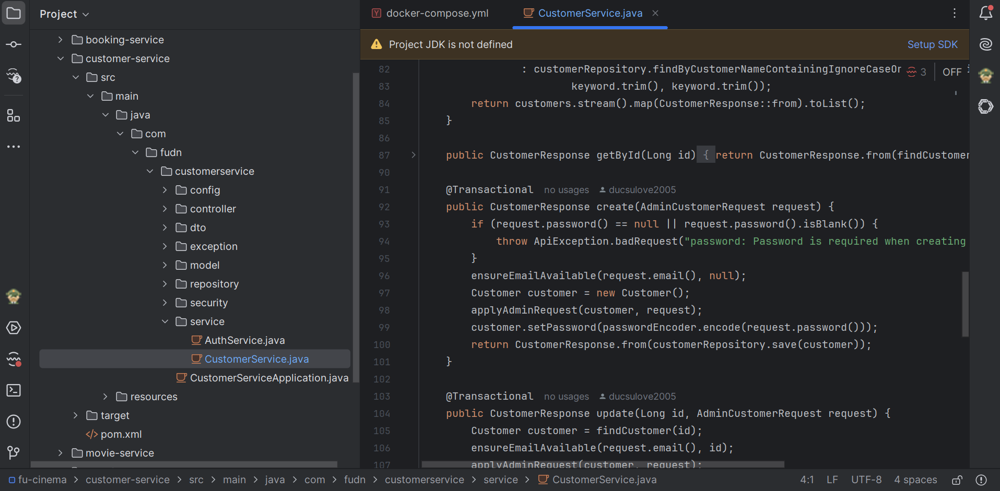 Project
booking-service
customer-service
src
main
java
com
fudn
customerservice
config
controller
dto
exception
model
repository
security
service
AuthService.java
CustomerService.java
CustomerServiceApplication.java
resources
target
</> pom.xml
movie-service
Y docker-compose.yml CustomerService.java
Project JDK is not defined Setup SDK
3 OFF
82 : customerRepository.findByCustomerNameContainingIgnoreCaseOr
83 keyword.trim(), keyword.trim());
84 return customers.stream().map(CustomerResponse::from).toList();
85 }
86
87 public CustomerResponse getById(Long id) { return CustomerResponse.from(findCustomer
90
91 @Transactional no usages ducsulove2005
92 public CustomerResponse create(AdminCustomerRequest request) {
93 if (request.password() == null || request.password().isBlank()) {
94 throw ApiException.badRequest("password: Password is required when creating
95 }
96 ensureEmailAvailable(request.email(), null);
97 Customer customer = new Customer();
98 applyAdminRequest(customer, request);
99 customer.setPassword(passwordEncoder.encode(request.password()));
100 return CustomerResponse.from(customerRepository.save(customer));
101 }
102
103 @Transactional no usages ducsulove2005
104 public CustomerResponse update(Long id, AdminCustomerRequest request) {
105 Customer customer = findCustomer(id);
106 ensureEmailAvailable(request.email(), id);
107 applyAdminRequest(customer, request);
fu-cinema > customer-service > src > main > java > com > fudn > customerservice > service > CustomerService.java 4:1 LF UTF-8 4 spaces